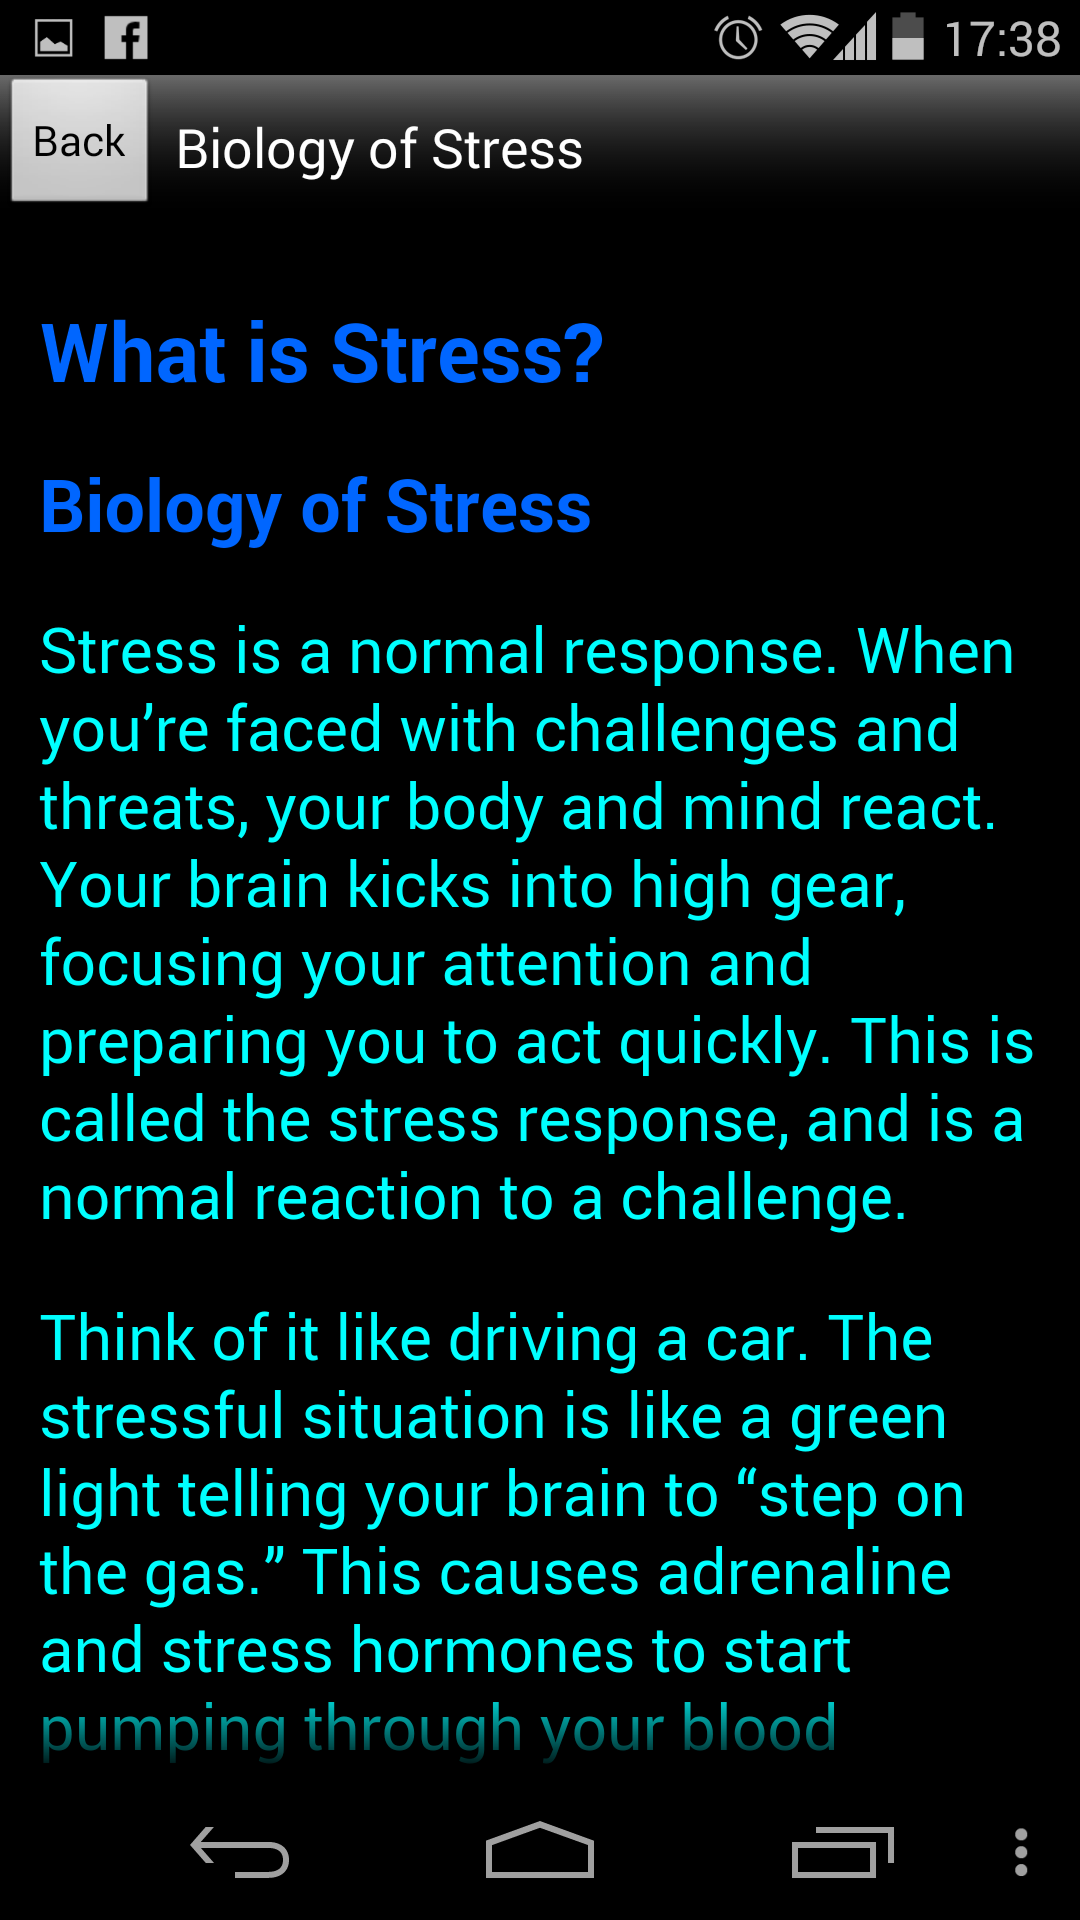 17:38
Back
Biology of Stress
What is Stress?
Biology of Stress
Stress is a normal response. When
you’re faced with challenges and
threats, your body and mind react.
Your brain kicks into high gear,
focusing your attention and
preparing you to act quickly. This is
called the stress response, and is a
normal reaction to a challenge.
Think of it like driving a car. The
stressful situation is like a green
light telling your brain to “step on
the gas.” This causes adrenaline
and stress hormones to start
pumping through your blood